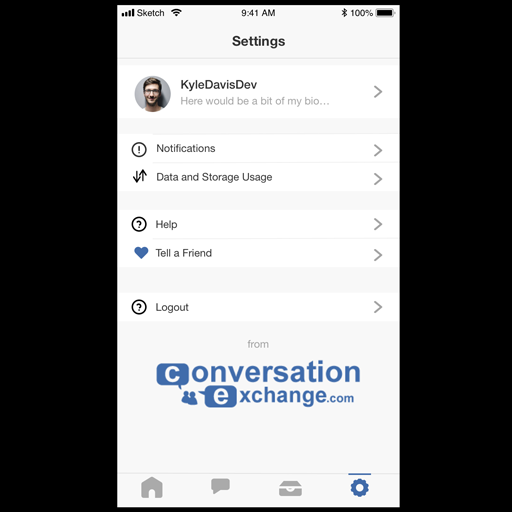 Sketch 9:41 AM 100%
Settings
KyleDavisDev
Here would be a bit of my bio...
Notifications
Data and Storage Usage
Help
Tell a Friend
Logout
from
conversation
exchange.com